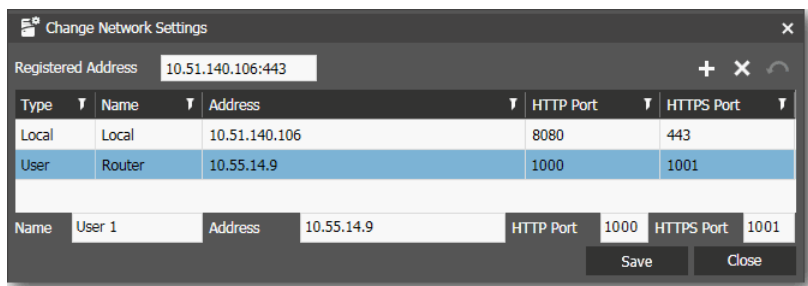 Change Network Settings
Registered Address 10.51.140.106:443
Type Name Address HTTP Port HTTPS Port
Local Local 10.51.140.106 8080 443
User Router 10.55.14.9 1000 1001
Name User 1 Address 10.55.14.9 HTTP Port 1000 HTTPS Port 1001
Save Close